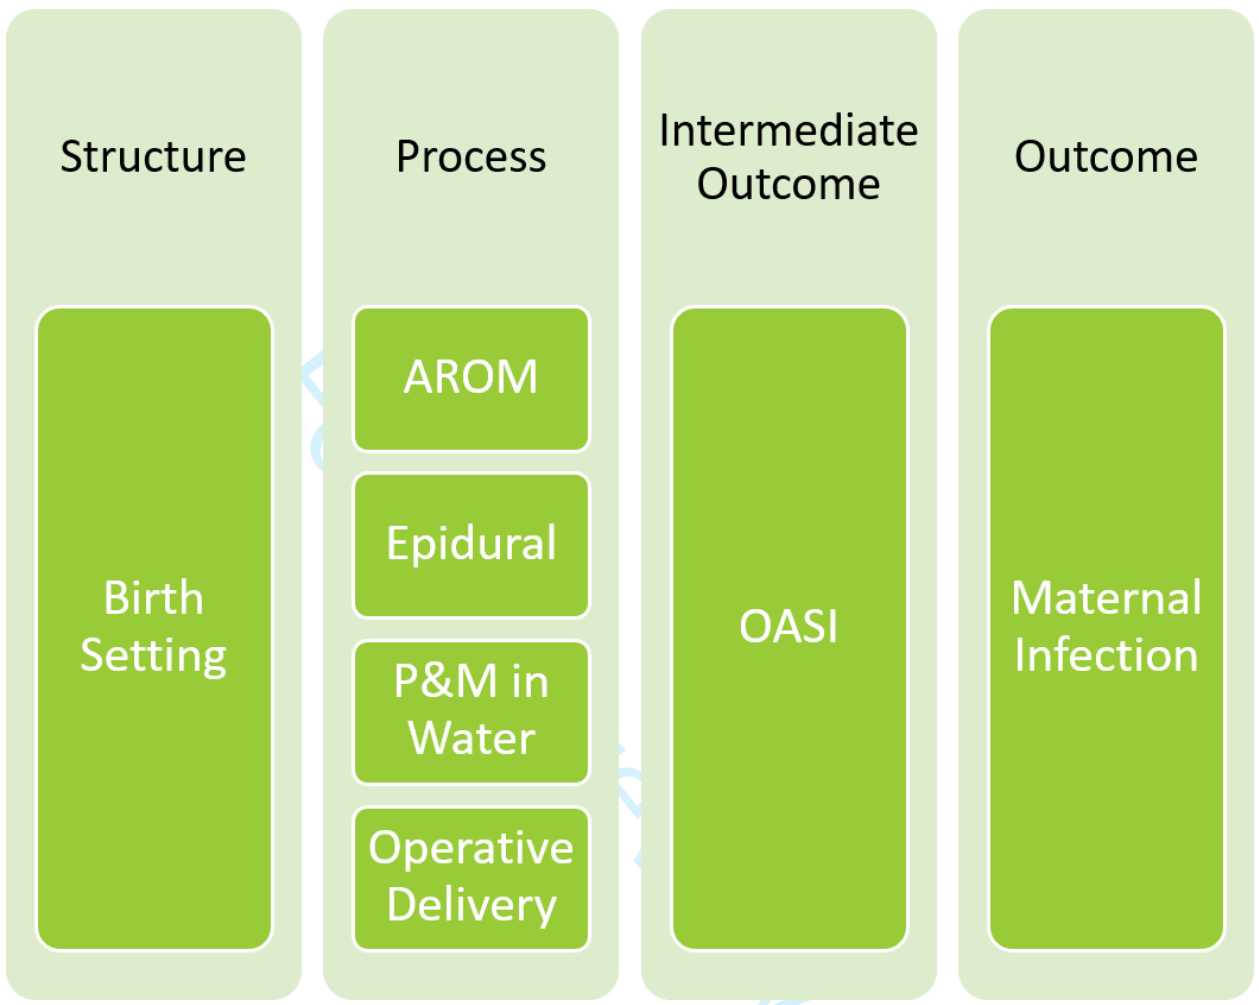 Structure
Birth
Setting
Process
AROM
Epidural
P&M in
Water
Operative
Delivery
Intermediate
Outcome
OASI
Outcome
Maternal
Infection